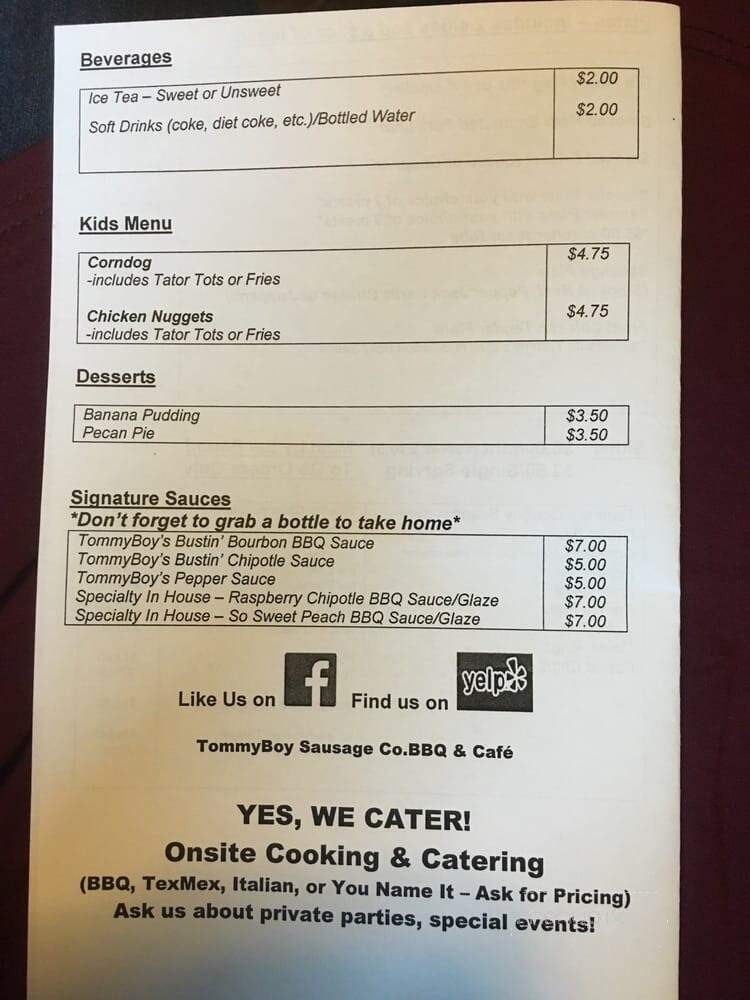 Beverages
Ice Tea – Sweet or Unsweet $2.00
Soft Drinks (coke, diet coke, etc.)/Bottled Water $2.00
Kids Menu
Corndog $4.75
-includes Tator Tots or Fries
Chicken Nuggets $4.75
-includes Tator Tots or Fries
Desserts
Banana Pudding $3.50
Pecan Pie $3.50
Signature Sauces
*Don't forget to grab a bottle to take home*
TommyBoy's Bustin' Bourbon BBQ Sauce $7.00
TommyBoy's Bustin' Chipotle Sauce $5.00
TommyBoy's Pepper Sauce $5.00
Specialty In House – Raspberry Chipotle BBQ Sauce/Glaze $7.00
Specialty In House – So Sweet Peach BBQ Sauce/Glaze $7.00
Like Us on f Find us on yelp
TommyBoy Sausage Co.BBQ & Café
YES, WE CATER!
Onsite Cooking & Catering
(BBQ, TexMex, Italian, or You Name It – Ask for Pricing)
Ask us about private parties, special events!